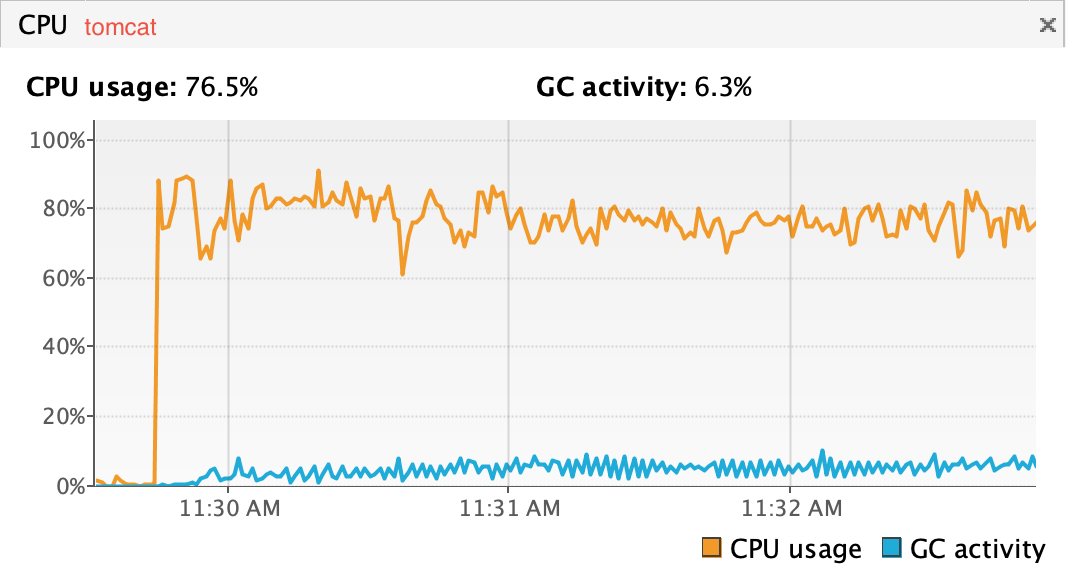 CPU tomcat
CPU usage: 76.5% GC activity: 6.3%
100%
80%
60%
40%
20%
0%
11:30 AM 11:31 AM 11:32 AM
CPU usage GC activity